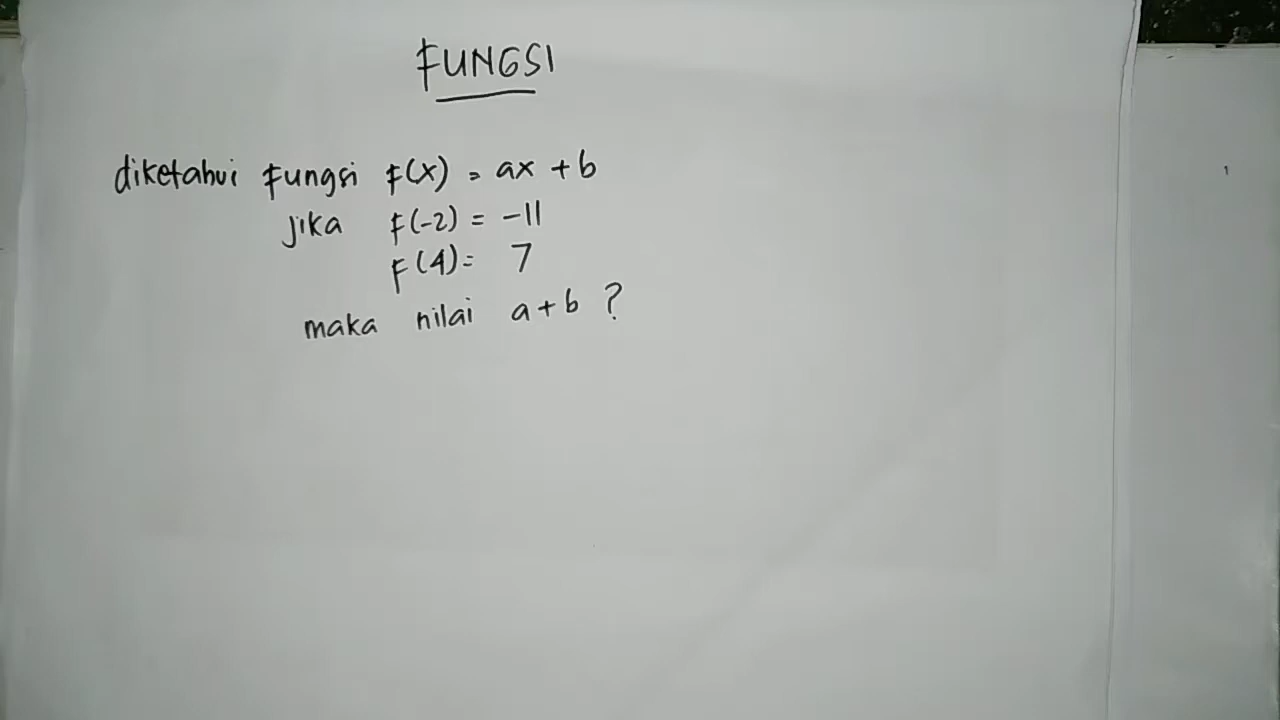 FUNGSI
diketahui fungsi f(x) = ax + b
jika f(-2) = -11
f(4) = 7
maka nilai a + b ?